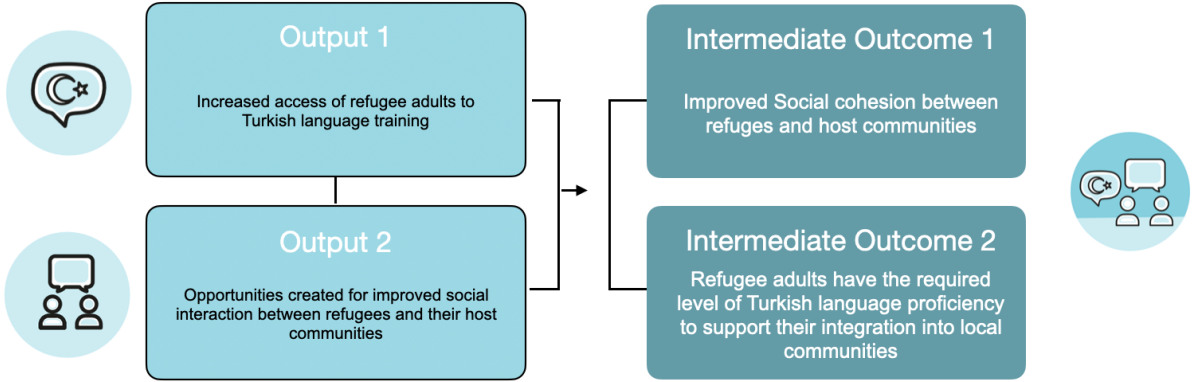 Output 1
Increased access of refugee adults to
Turkish language training
Output 2
Opportunities created for improved social
interaction between refugees and their host
communities
Intermediate Outcome 1
Improved Social cohesion between
refuges and host communities
Intermediate Outcome 2
Refugee adults have the required
level of Turkish language proficiency
to support their integration into local
communities